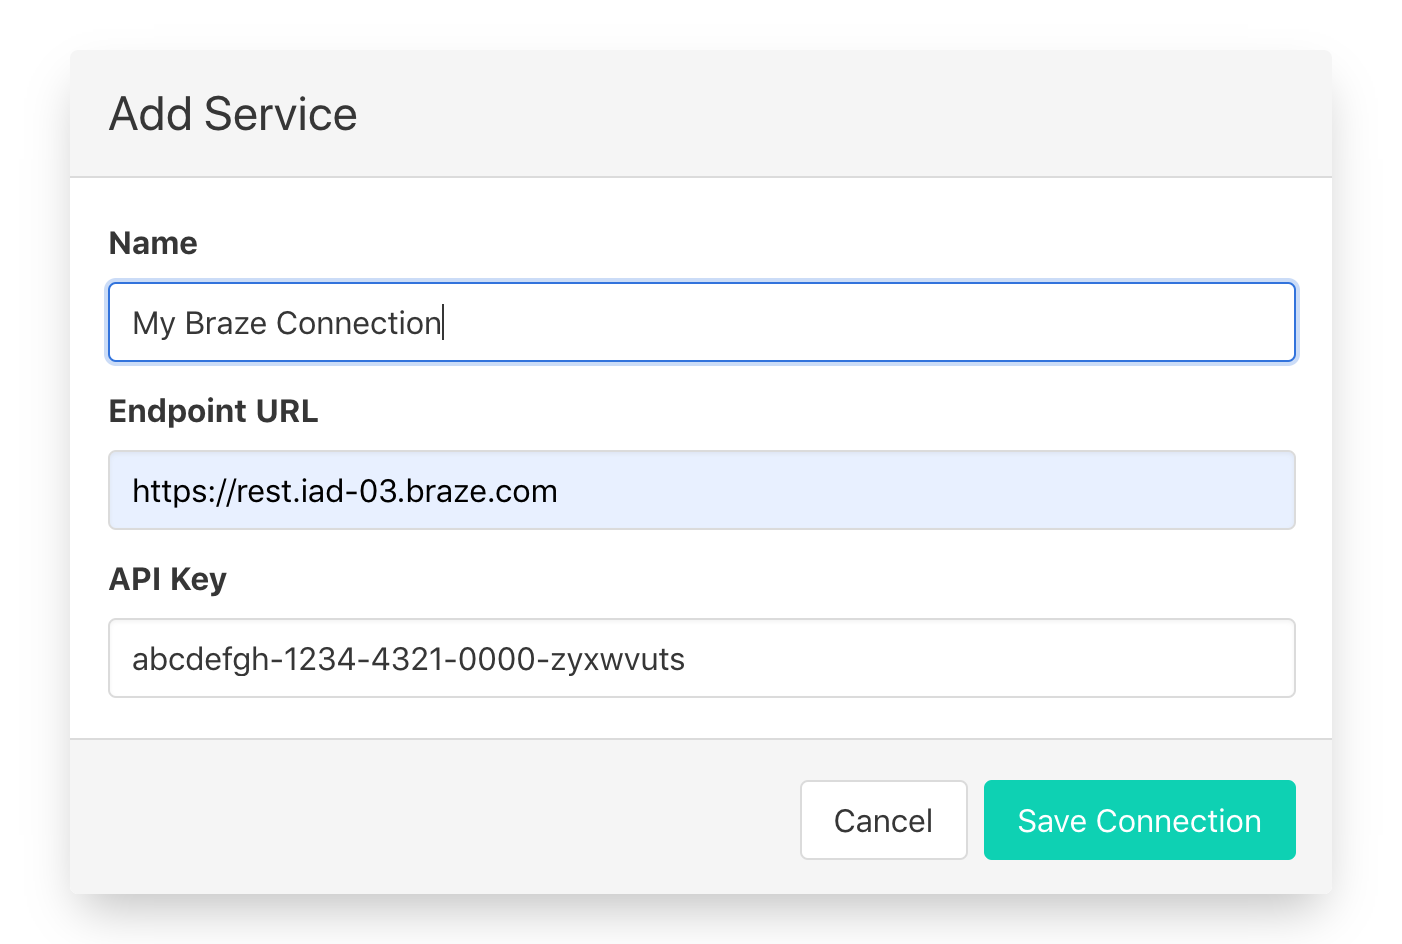 Add Service
Name
My Braze Connection
Endpoint URL
https://rest.iad-03.braze.com
API Key
abcdefgh-1234-4321-0000-zyxwvuts
Cancel
Save Connection